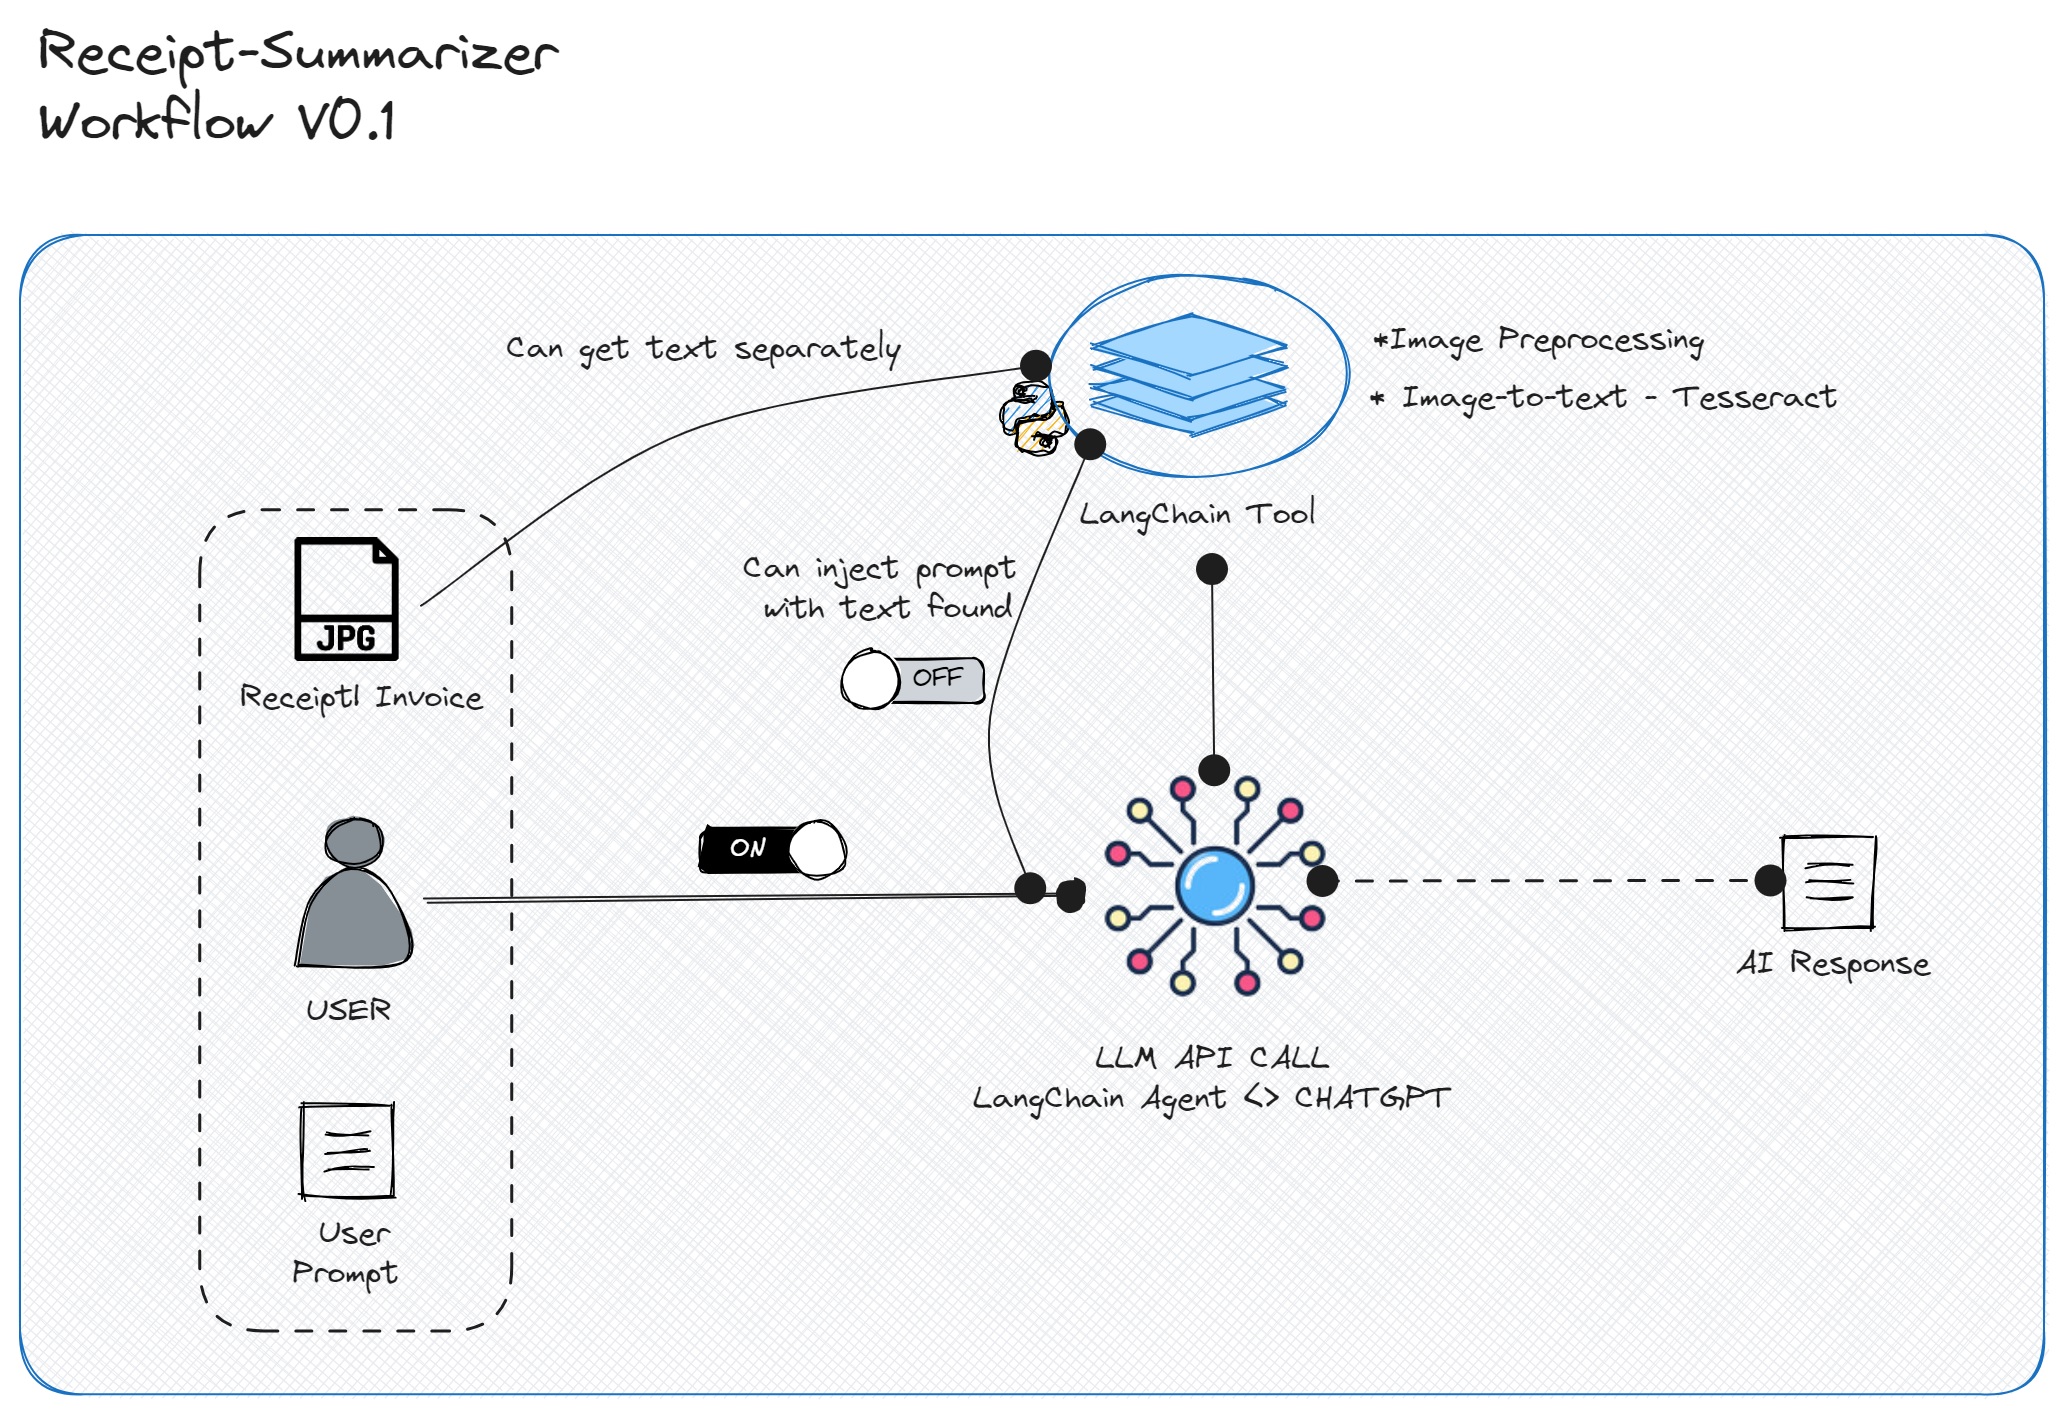 Receipt-Summarizer
Workflow V0.1
Can get text separately
*Image Preprocessing
* Image-to-text - Tesseract
LangChain Tool
Can inject prompt
with text found
OFF
JPG
Receipt| Invoice
ON
USER
AI Response
LLM API CALL
LangChain Agent <> CHATGPT
User
Prompt